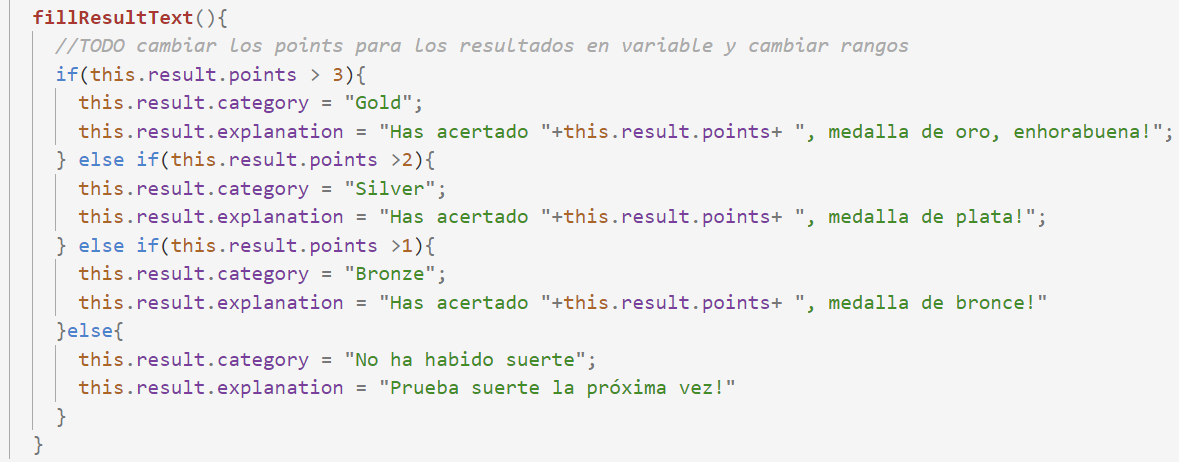 fillResultText(){
//TODO cambiar los points para los resultados en variable y cambiar rangos
if(this.result.points > 3){
this.result.category = "Gold";
this.result.explanation = "Has acertado "+this.result.points+ ", medalla de oro, enhorabuena!";
} else if(this.result.points >2){
this.result.category = "Silver";
this.result.explanation = "Has acertado "+this.result.points+ ", medalla de plata!";
} else if(this.result.points >1){
this.result.category = "Bronze";
this.result.explanation = "Has acertado "+this.result.points+ ", medalla de bronce!"
}else{
this.result.category = "No ha habido suerte";
this.result.explanation = "Prueba suerte la próxima vez!"
}
}